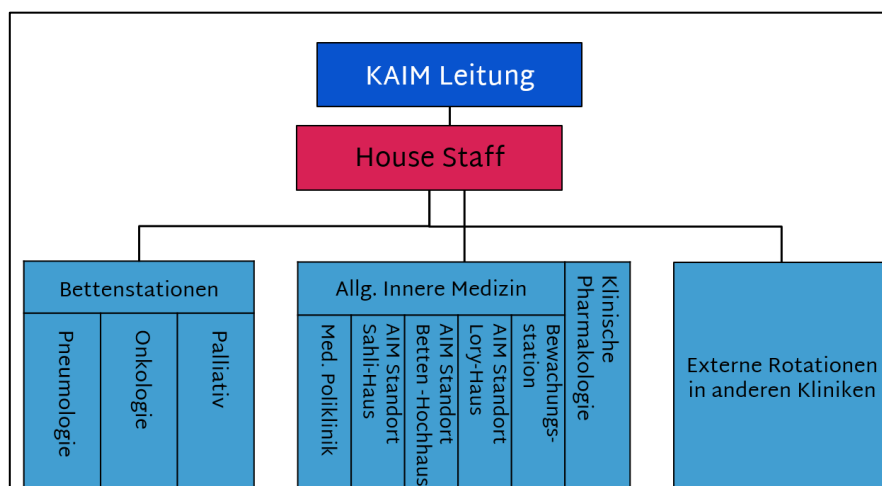 KAIM Leitung
House Staff
Bettenstationen
Pneumologie
Onkologie
Palliativ
Allg. Innere Medizin
Med. Poliklinik
AIM Standort
Sahli-Haus
AIM Standort
Betten -Hochhaus
AIM Standort
Lory-Haus
Bewachungs-
station
Klinische
Pharmakologie
Externe Rotationen
in anderen Kliniken